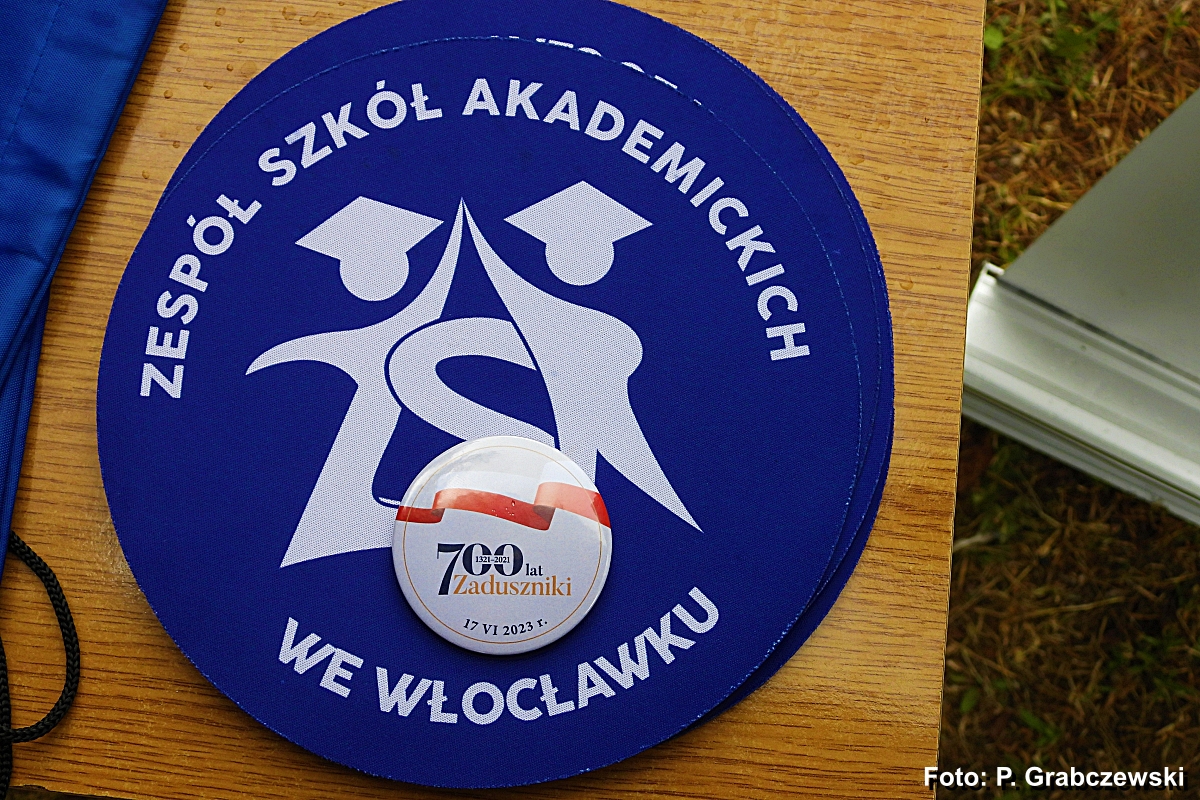 ZESPÓŁ SZKÓŁ AKADEMICKICH
WE WŁOCŁAWKU
700 lat
1321-2021
Zaduszniki
17 VI 2023 r.
Foto: P. Grabczewski